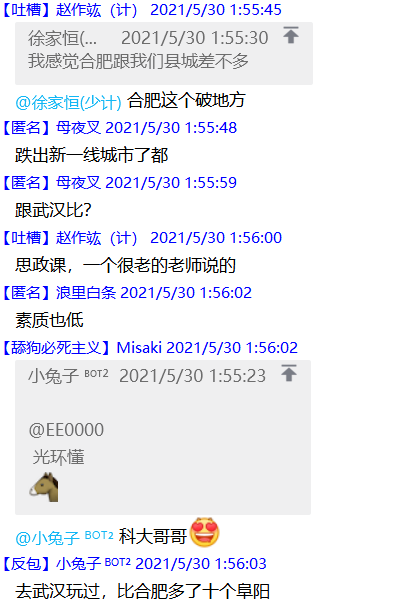 【吐槽】赵作竑（计） 2021/5/30 1:55:45
徐家恒(... 2021/5/30 1:55:30
我感觉合肥跟我们县城差不多
@徐家恒(少计) 合肥这个破地方
【匿名】母夜叉 2021/5/30 1:55:48
跌出新一线城市了都
【匿名】母夜叉 2021/5/30 1:55:59
跟武汉比?
【吐槽】赵作竑（计） 2021/5/30 1:56:00
思政课，一个很老的老师说的
【匿名】浪里白条 2021/5/30 1:56:02
素质也低
【舔狗必死主义】Misaki 2021/5/30 1:56:02
小兔子 ᴮᴼᵀ² 2021/5/30 1:55:23
@EE0000
光环懂
@小兔子 ᴮᴼᵀ² 科大哥哥
【反包】小兔子 ᴮᴼᵀ² 2021/5/30 1:56:03
去武汉玩过，比合肥多了十个阜阳